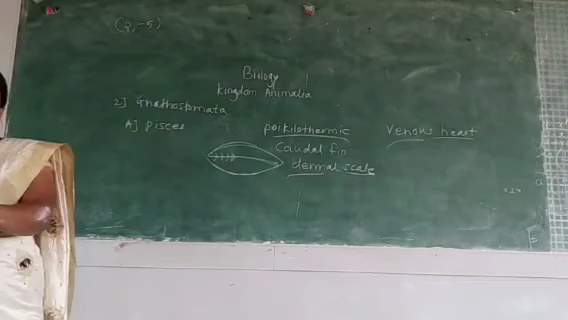 Biology
kingdom Animalia
2] Gnathostomata
A] pisces
poikilothermic venous heart
Caudal fin
dermal scale